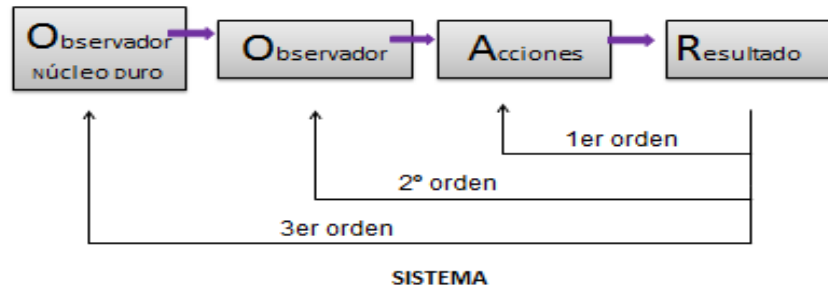 Observador
Núcleo Duro
Observador
Acciones
Resultado
1er orden
2º orden
3er orden
SISTEMA